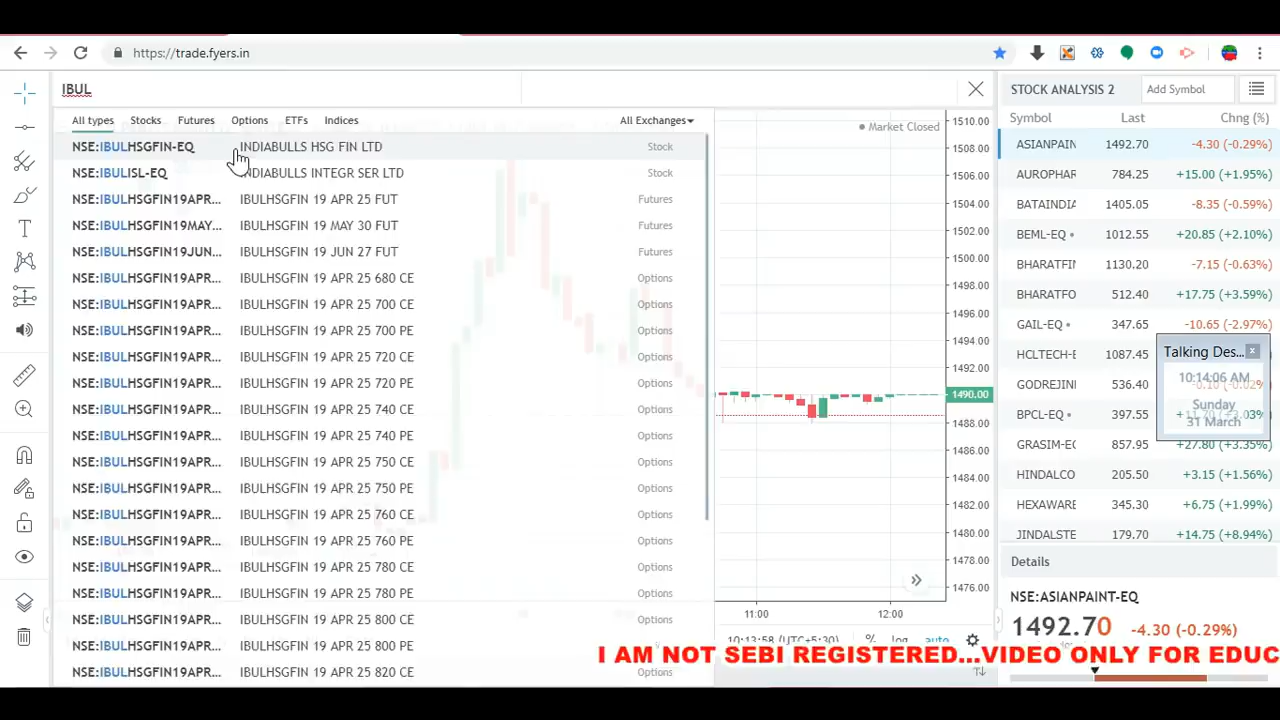 https://trade.fyers.in
IBUL
All types Stocks Futures Options ETFs Indices All Exchanges
NSE:IBULHSGFIN-EQ INDIABULLS HSG FIN LTD Stock
NSE:IBULISL-EQ INDIABULLS INTEGR SER LTD Stock
NSE:IBULHSGFIN19APR... IBULHSGFIN 19 APR 25 FUT Futures
NSE:IBULHSGFIN19MAY... IBULHSGFIN 19 MAY 30 FUT Futures
NSE:IBULHSGFIN19JUN... IBULHSGFIN 19 JUN 27 FUT Futures
NSE:IBULHSGFIN19APR... IBULHSGFIN 19 APR 25 680 CE Options
NSE:IBULHSGFIN19APR... IBULHSGFIN 19 APR 25 700 CE Options
NSE:IBULHSGFIN19APR... IBULHSGFIN 19 APR 25 700 PE Options
NSE:IBULHSGFIN19APR... IBULHSGFIN 19 APR 25 720 CE Options
NSE:IBULHSGFIN19APR... IBULHSGFIN 19 APR 25 720 PE Options
NSE:IBULHSGFIN19APR... IBULHSGFIN 19 APR 25 740 CE Options
NSE:IBULHSGFIN19APR... IBULHSGFIN 19 APR 25 740 PE Options
NSE:IBULHSGFIN19APR... IBULHSGFIN 19 APR 25 750 CE Options
NSE:IBULHSGFIN19APR... IBULHSGFIN 19 APR 25 750 PE Options
NSE:IBULHSGFIN19APR... IBULHSGFIN 19 APR 25 760 CE Options
NSE:IBULHSGFIN19APR... IBULHSGFIN 19 APR 25 760 PE Options
NSE:IBULHSGFIN19APR... IBULHSGFIN 19 APR 25 780 CE Options
NSE:IBULHSGFIN19APR... IBULHSGFIN 19 APR 25 780 PE Options
NSE:IBULHSGFIN19APR... IBULHSGFIN 19 APR 25 800 CE Options
NSE:IBULHSGFIN19APR... IBULHSGFIN 19 APR 25 800 PE
NSE:IBULHSGFIN19APR... IBULHSGFIN 19 APR 25 820 CE Options
Market Closed
1510.00
1508.00
1506.00
1504.00
1502.00
1500.00
1498.00
1496.00
1494.00
1492.00
1490.00
1488.00
1486.00
1484.00
1482.00
1480.00
1478.00
1476.00
11:00 12:00
10:13:58 (UTC+5:30) % log auto
STOCK ANALYSIS 2 Add Symbol
Symbol Last Chng (%)
ASIANPAIN 1492.70 -4.30 (-0.29%)
AUROPHAR 784.25 +15.00 (+1.95%)
BATAINDIA 1405.05 -8.35 (-0.59%)
BEML-EQ 1012.55 +20.85 (+2.10%)
BHARATFIN 1130.20 -7.15 (-0.63%)
BHARATFO 512.40 +17.75 (+3.59%)
GAIL-EQ 347.65 -10.65 (-2.97%)
HCLTECH-E 1087.45
GODREJIN 536.40 -0.10 (-0.02%)
BPCL-EQ 397.55
GRASIM-EQ 857.95 +27.80 (+3.35%)
HINDALCO 205.50 +3.15 (+1.56%)
HEXAWARE 345.30 +6.75 (+1.99%)
JINDALSTE 179.70 +14.75 (+8.94%)
Talking Des... x
10:14:06 AM
Sunday
31 March
Details
NSE:ASIANPAINT-EQ
1492.70 -4.30 (-0.29%)
I AM NOT SEBI REGISTERED...VIDEO ONLY FOR EDUC